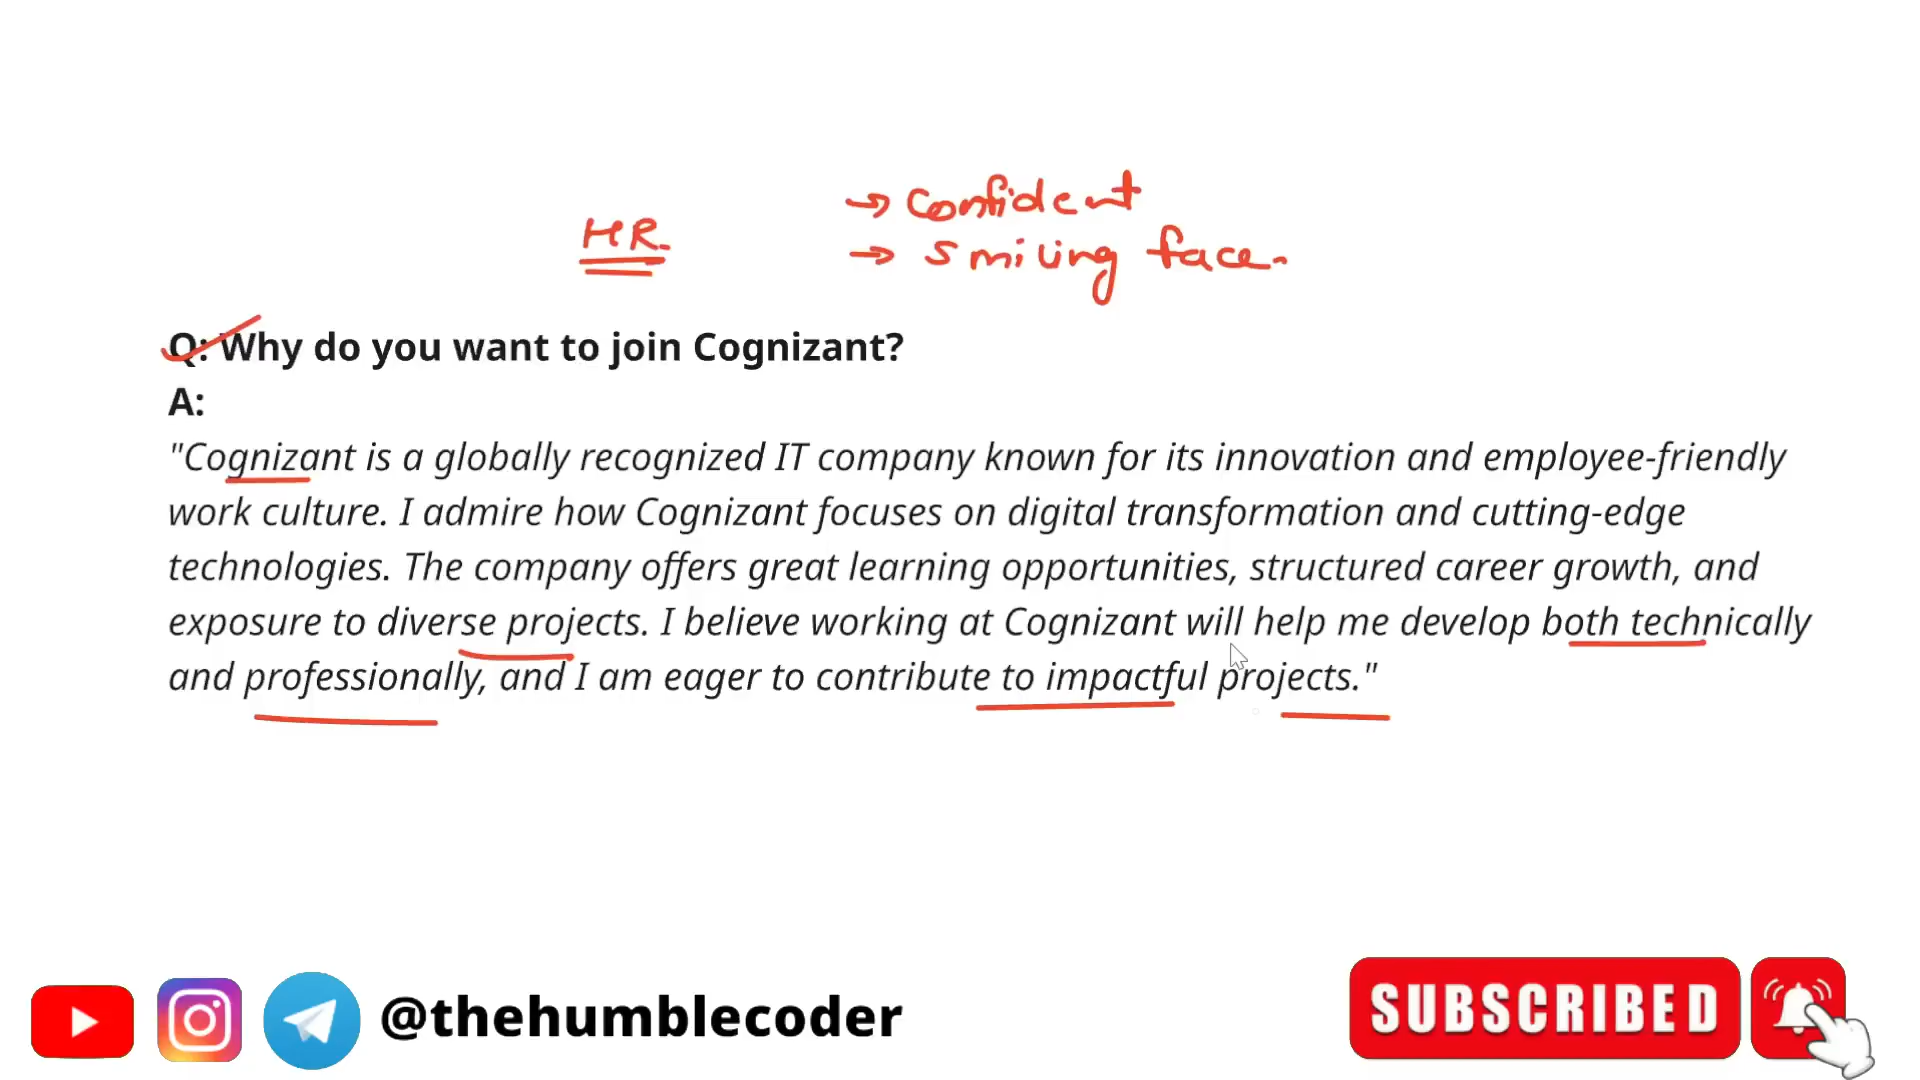 → Confident
HR.
→ Smiling face.
Q: Why do you want to join Cognizant?
A:
"Cognizant is a globally recognized IT company known for its innovation and employee-friendly
work culture. I admire how Cognizant focuses on digital transformation and cutting-edge
technologies. The company offers great learning opportunities, structured career growth, and
exposure to diverse projects. I believe working at Cognizant will help me develop both technically
and professionally, and I am eager to contribute to impactful projects."
@thehumblecoder
SUBSCRIBED